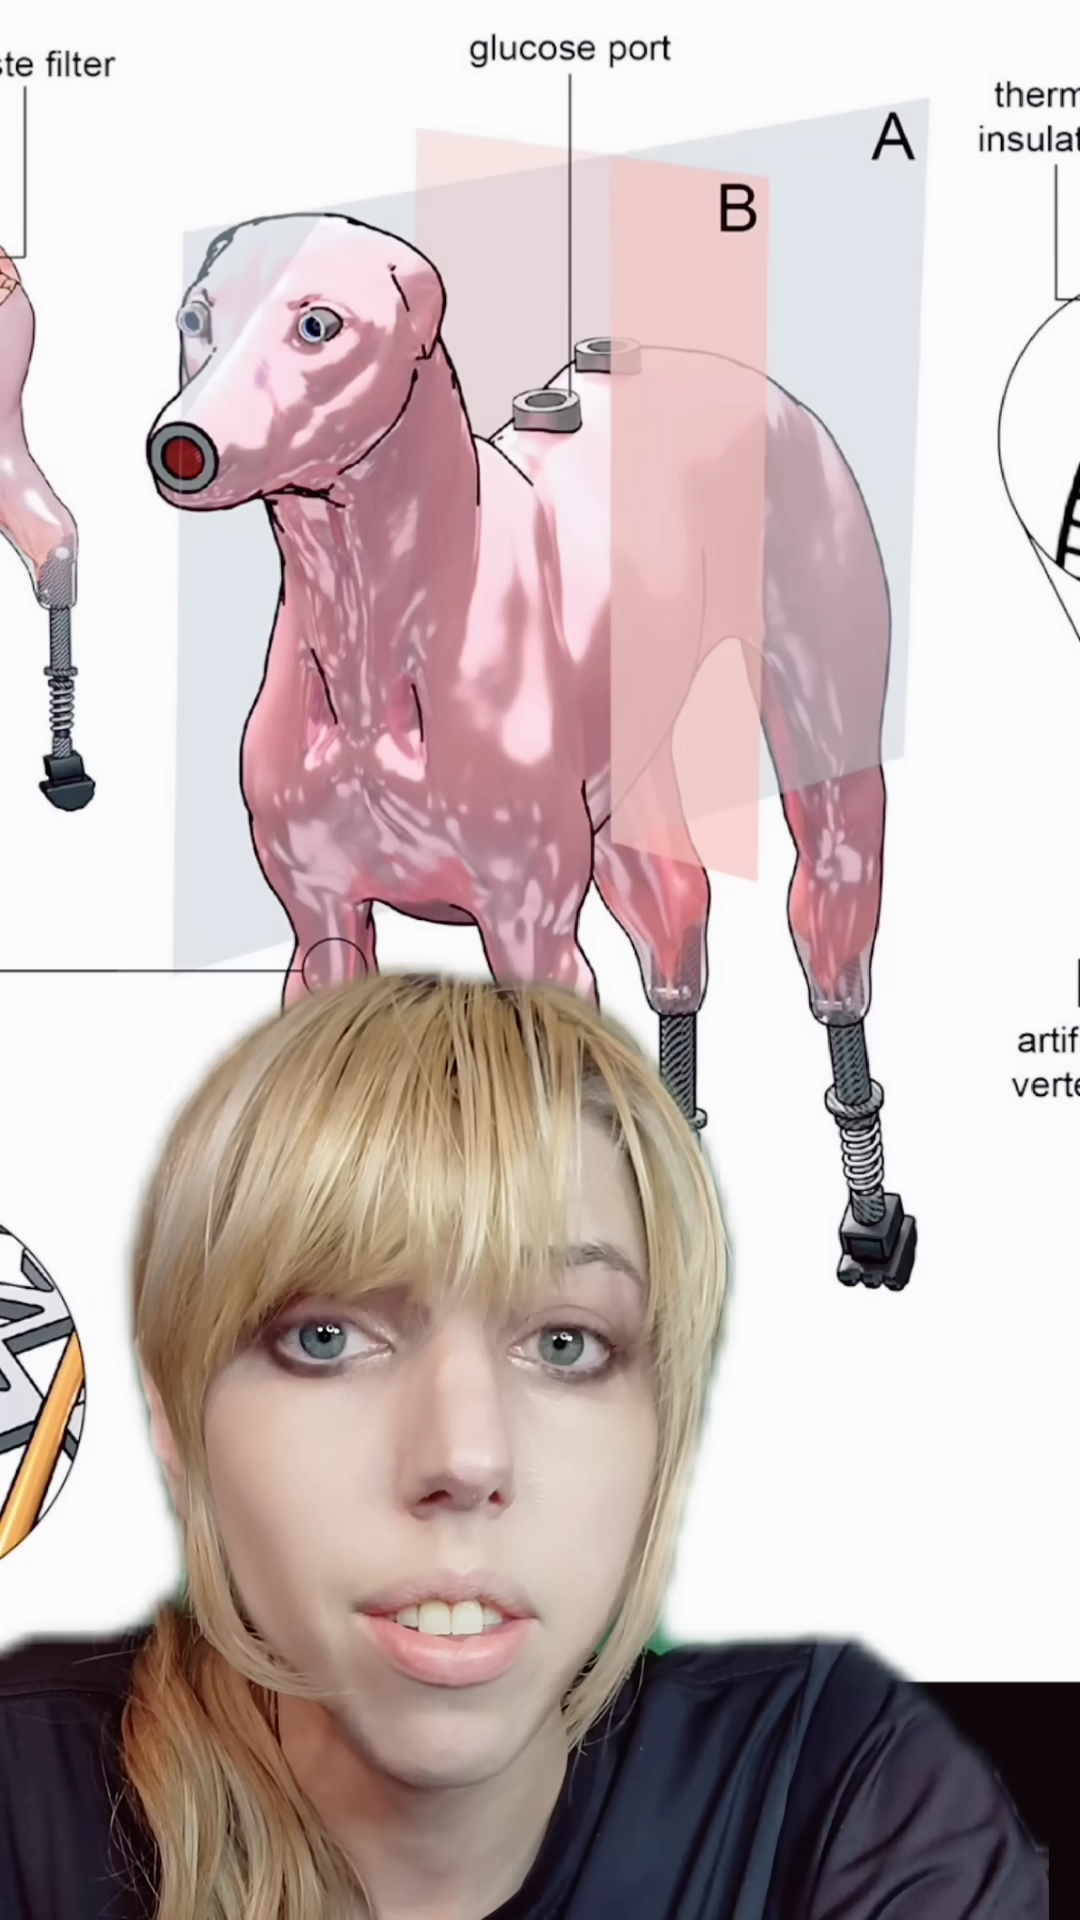 ste filter
glucose port
therm
insulat
A
B
artif
verte